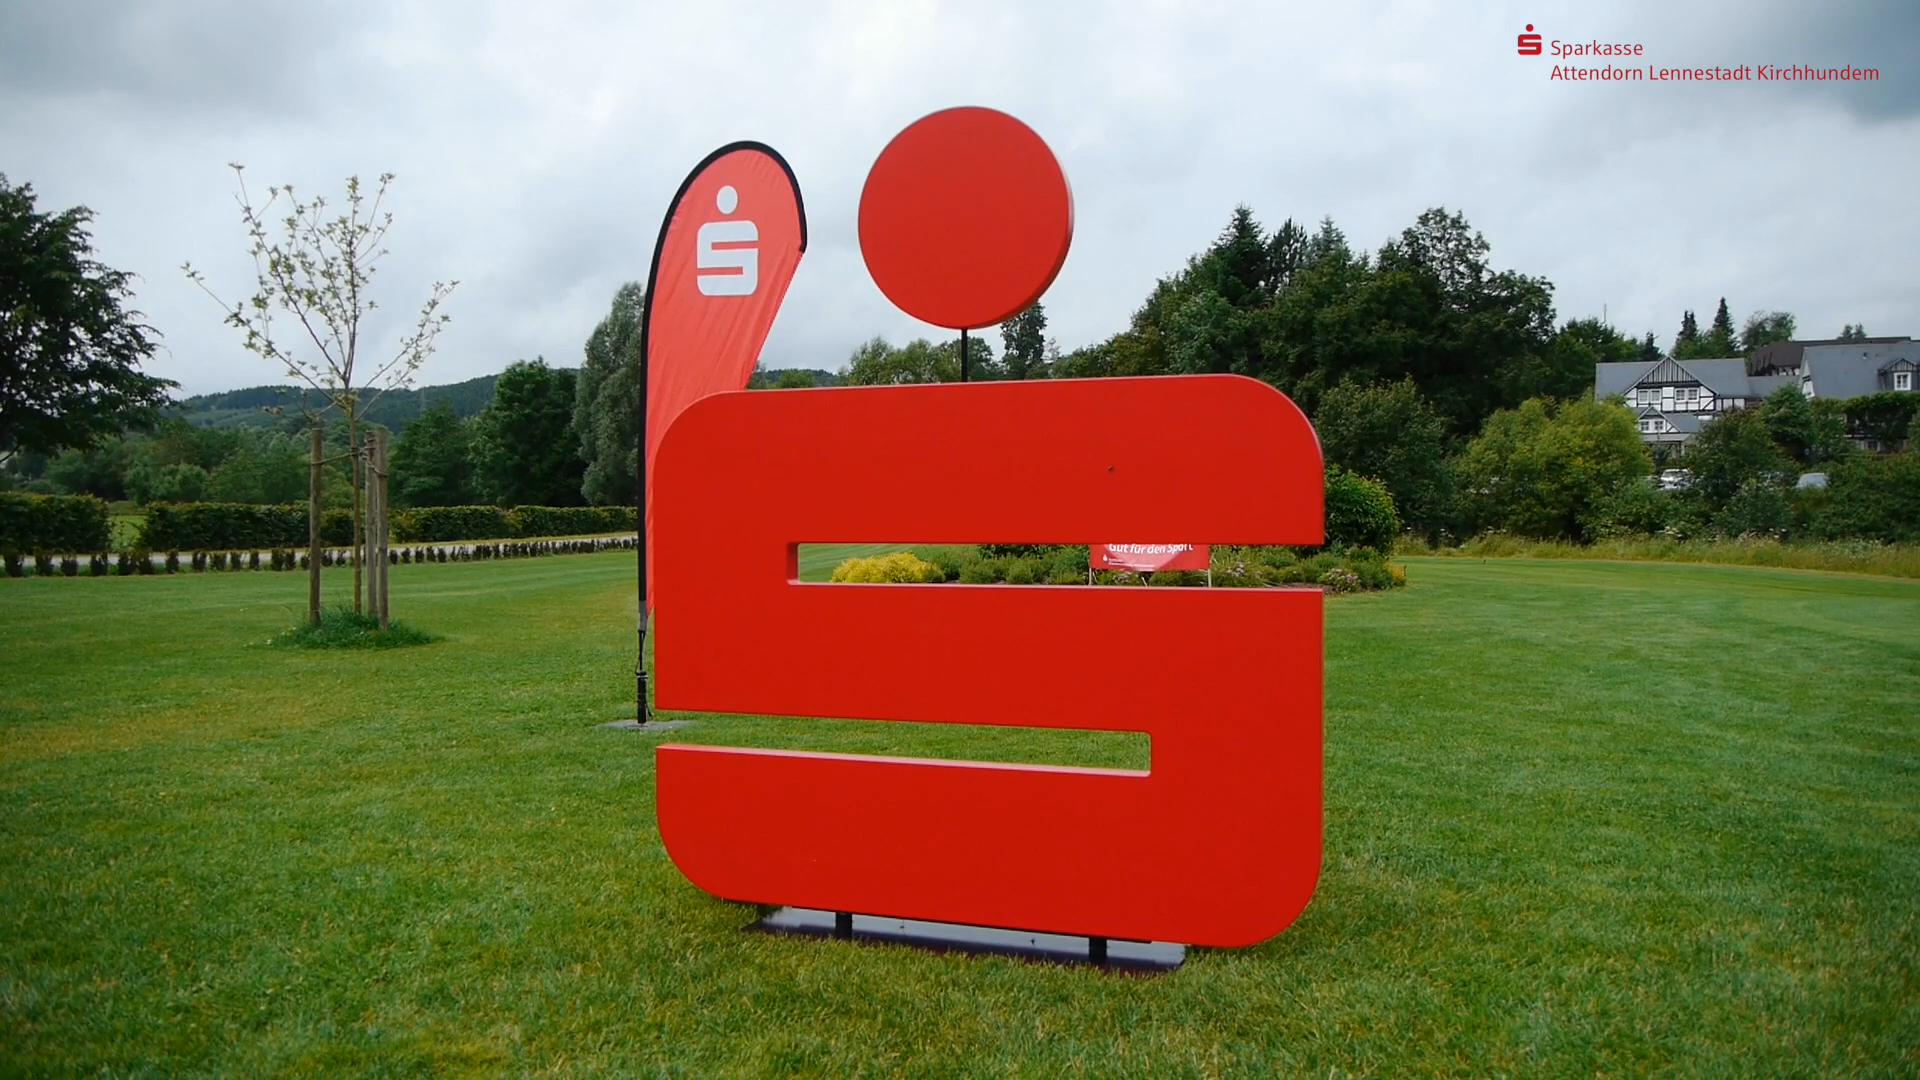 Sparkasse
Attendorn Lennestadt Kirchhundem
Gut für den Sport